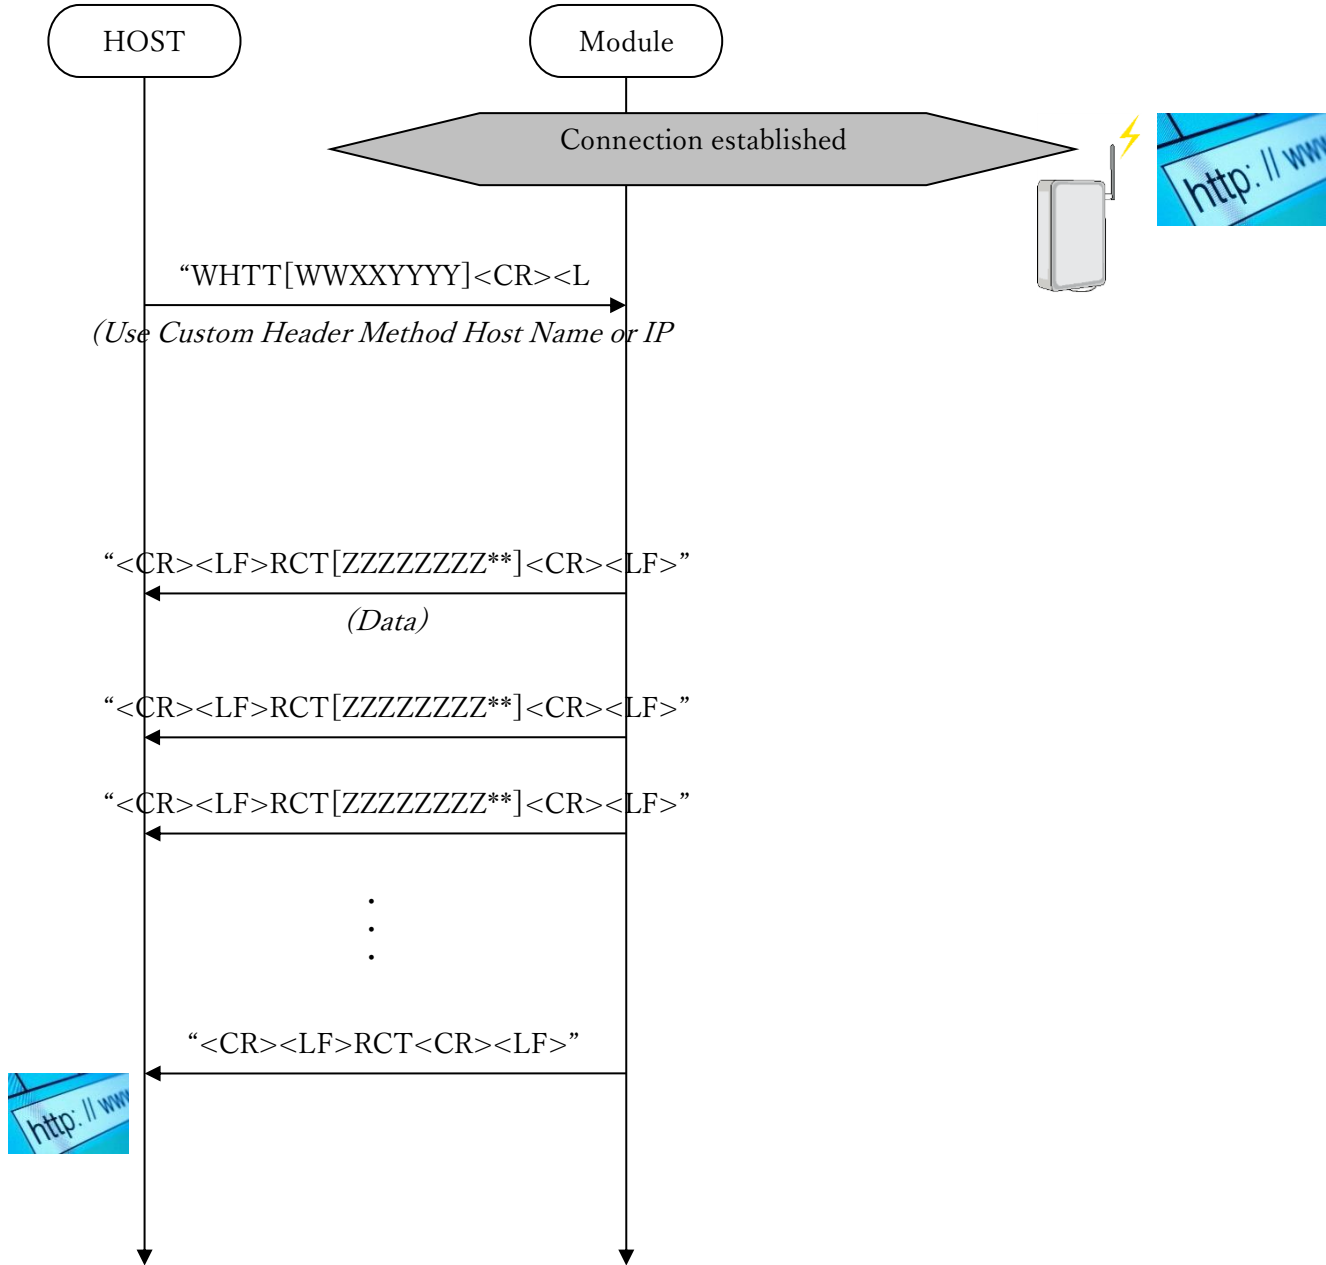 HOST
Module
Connection established
http: // www
“WHTT[WWXXYYYY]<CR><L
(Use Custom Header Method Host Name or IP
“<CR><LF>RCT[ZZZZZZZZ**]<CR><LF>”
(Data)
“<CR><LF>RCT[ZZZZZZZZ**]<CR><LF>”
“<CR><LF>RCT[ZZZZZZZZ**]<CR><LF>”
“<CR><LF>RCT<CR><LF>”
http: // www